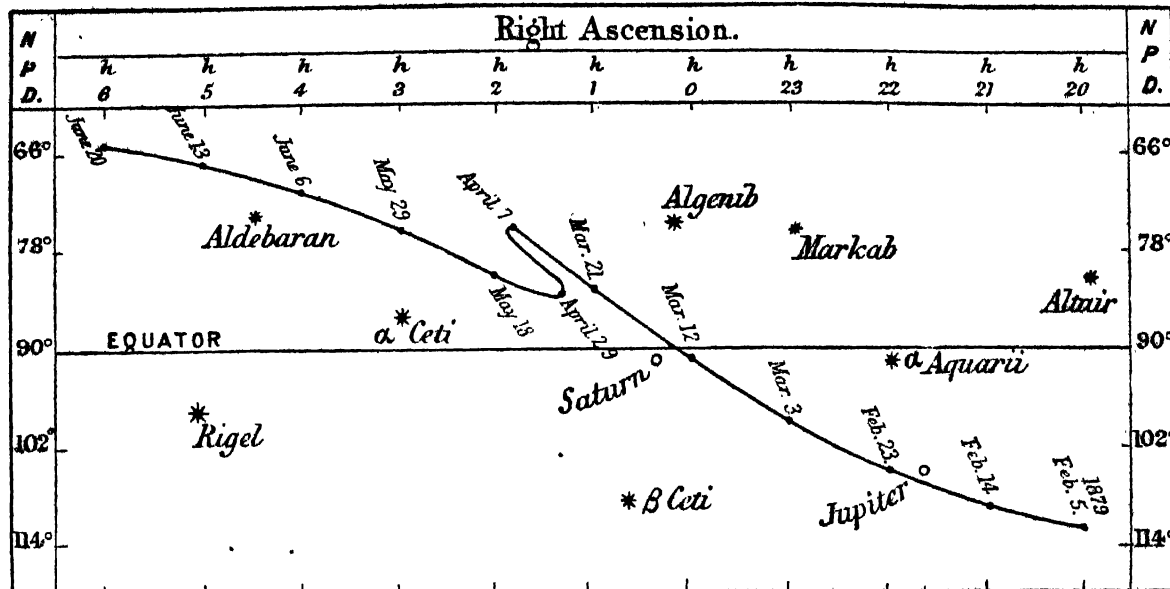 Right Ascension.
N P D.
h h h h h h h h h h h
6 5 4 3 2 1 0 23 22 21 20
N P D.
66°
78°
90°
102°
114°
66°
78°
90°
102°
114°
June 20
June 13
June 6
May 29
May 18
April 7
April 29
Mar. 21
Mar. 12
Mar. 3
Feb. 23.
Feb. 14
1879
Feb. 5.
Algenib
Markab
Aldebaran
Altair
α Ceti
EQUATOR
Saturn
α Aquarii
Rigel
β Ceti
Jupiter